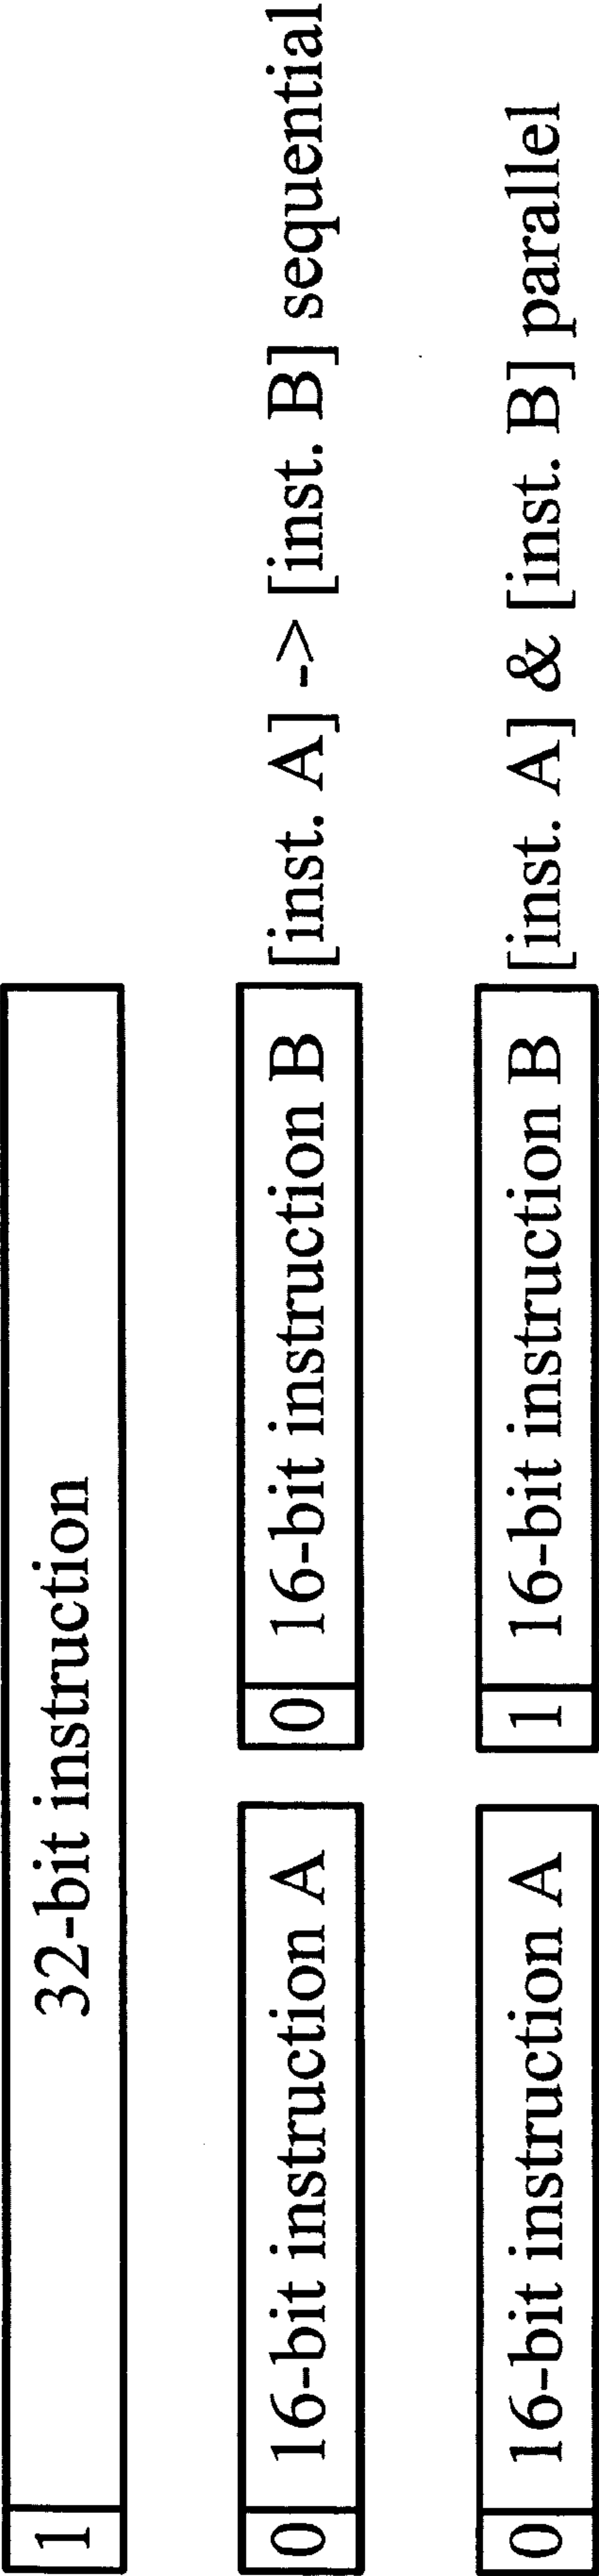 1 32-bit instruction
0 16-bit instruction A 0 16-bit instruction B [inst. A] -> [inst. B] sequential
0 16-bit instruction A 1 16-bit instruction B [inst. A] & [inst. B] parallel